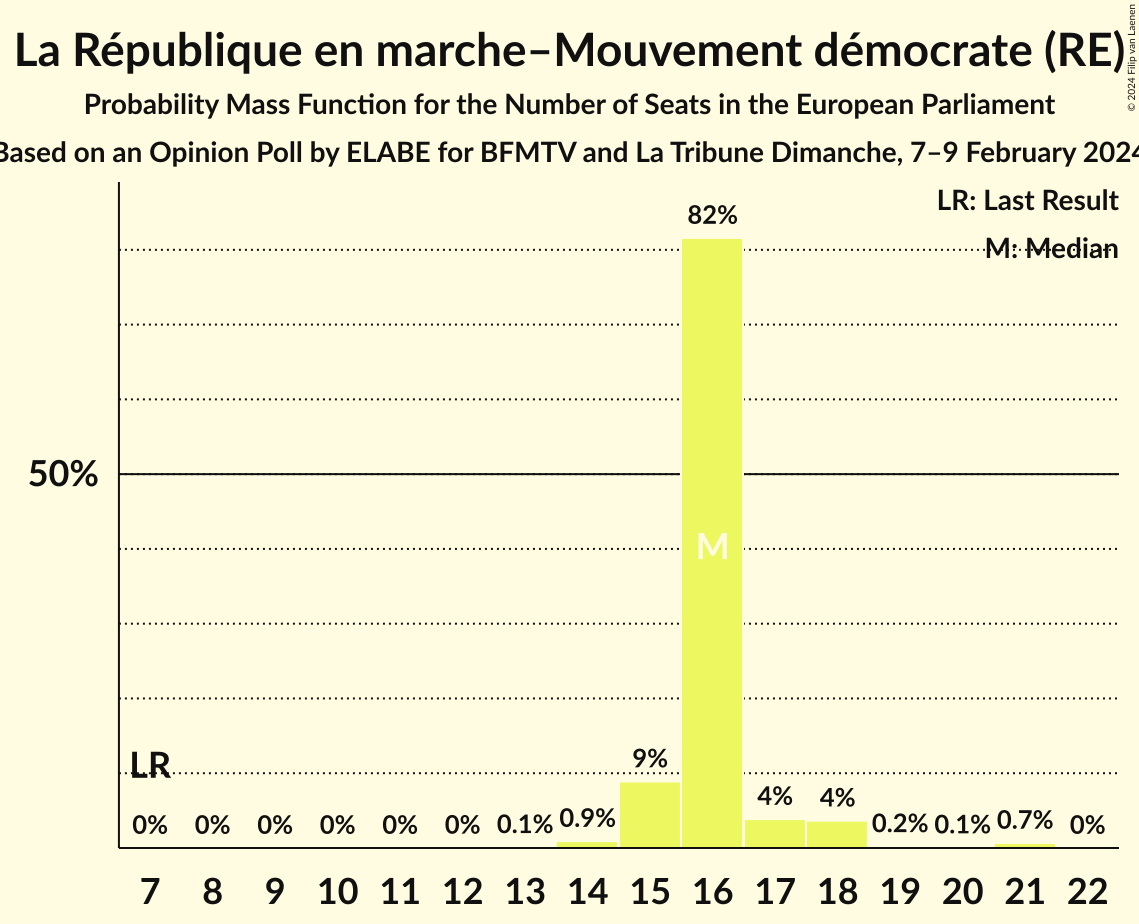 La République en marche–Mouvement démocrate (RE)
© 2024 Filip van Laenen
Probability Mass Function for the Number of Seats in the European Parliament
Based on an Opinion Poll by ELABE for BFMTV and La Tribune Dimanche, 7–9 February 2024
LR: Last Result
M: Median
82%
50%
M
LR
9%
4%
4%
0%
0%
0%
0%
0%
0%
0.1%
0.9%
0.2%
0.1%
0.7%
0%
7 8 9 10 11 12 13 14 15 16 17 18 19 20 21 22